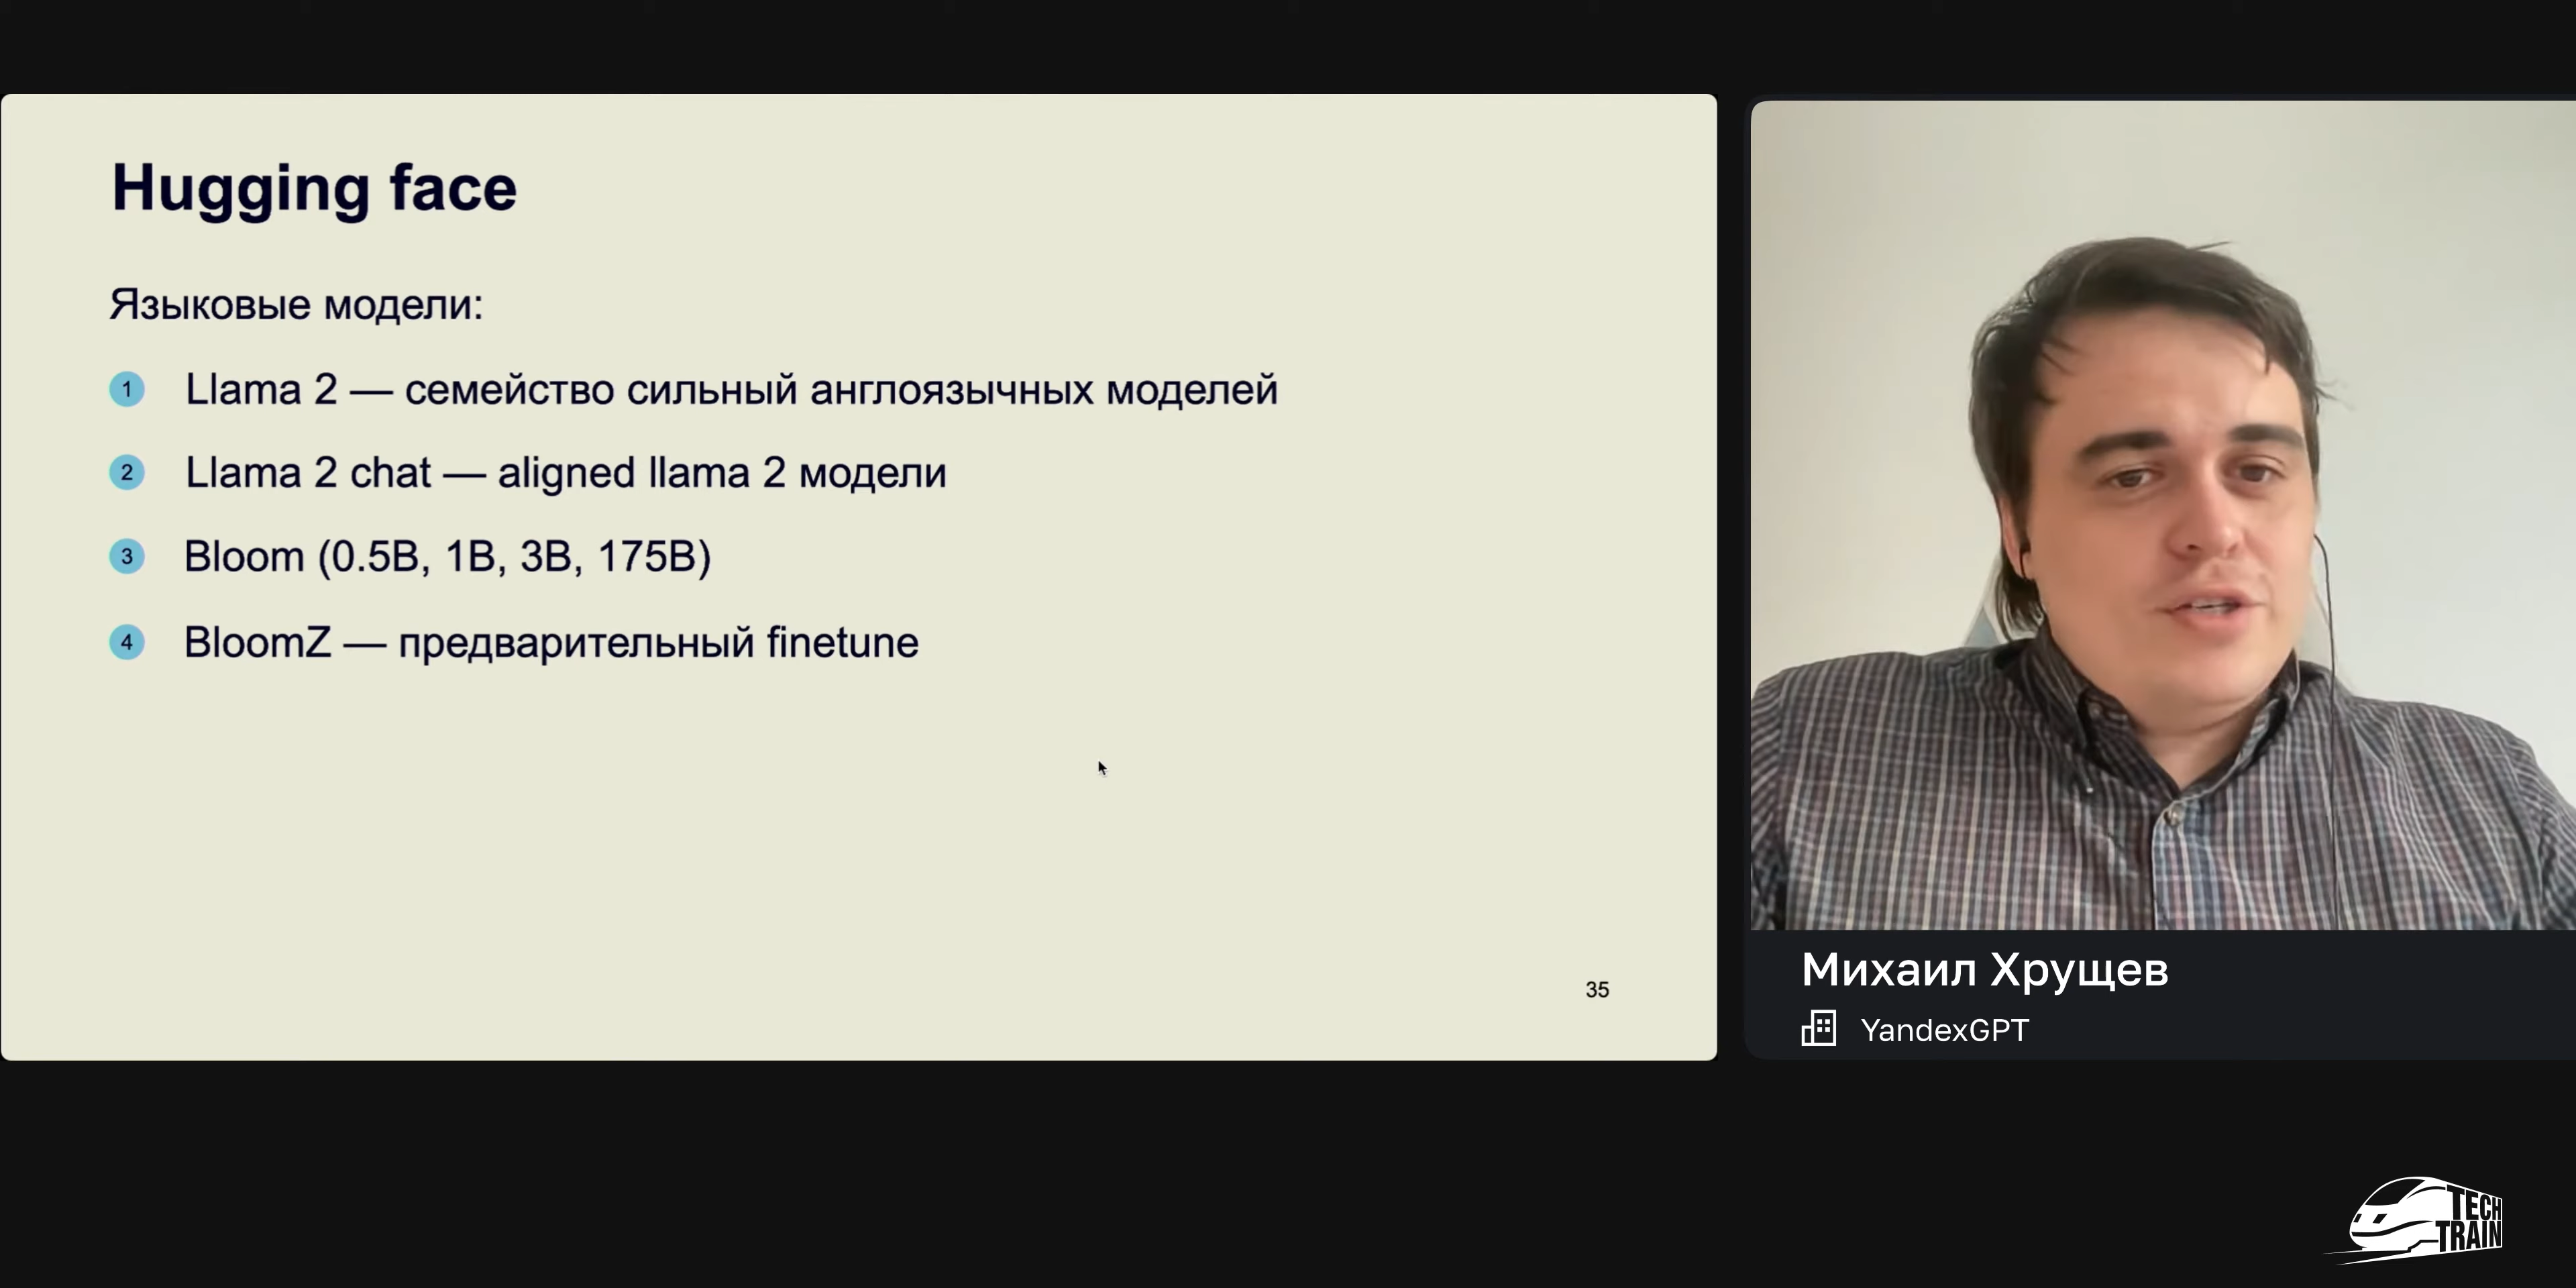 Hugging face
Языковые модели:
1 Llama 2 — семейство сильный англоязычных моделей
2 Llama 2 chat — aligned llama 2 модели
3 Bloom (0.5B, 1B, 3B, 175B)
4 BloomZ — предварительный finetune
35
Михаил Хрущев
YandexGPT
TECH
TRAIN